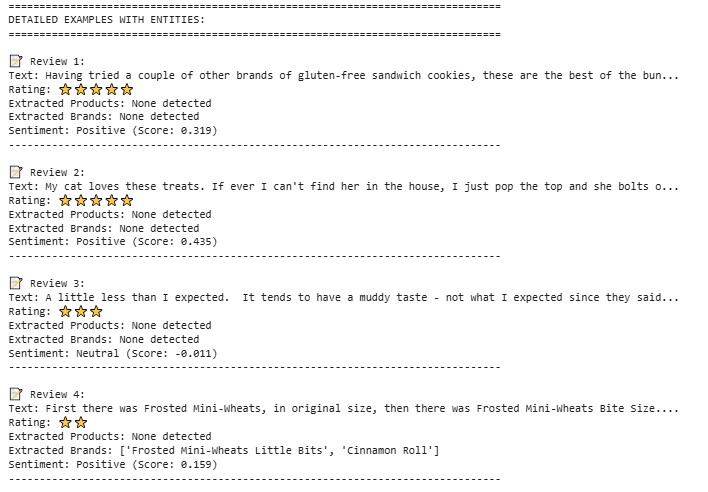 ================================================================================
DETAILED EXAMPLES WITH ENTITIES:
================================================================================
📝 Review 1:
Text: Having tried a couple of other brands of gluten-free sandwich cookies, these are the best of the bun...
Rating: ⭐⭐⭐⭐⭐
Extracted Products: None detected
Extracted Brands: None detected
Sentiment: Positive (Score: 0.319)
--------------------------------------------------------------------------------
📝 Review 2:
Text: My cat loves these treats. If ever I can't find her in the house, I just pop the top and she bolts o...
Rating: ⭐⭐⭐⭐⭐
Extracted Products: None detected
Extracted Brands: None detected
Sentiment: Positive (Score: 0.435)
--------------------------------------------------------------------------------
📝 Review 3:
Text: A little less than I expected.  It tends to have a muddy taste - not what I expected since they said...
Rating: ⭐⭐⭐
Extracted Products: None detected
Extracted Brands: None detected
Sentiment: Neutral (Score: -0.011)
--------------------------------------------------------------------------------
📝 Review 4:
Text: First there was Frosted Mini-Wheats, in original size, then there was Frosted Mini-Wheats Bite Size....
Rating: ⭐⭐
Extracted Products: None detected
Extracted Brands: ['Frosted Mini-Wheats Little Bits', 'Cinnamon Roll']
Sentiment: Positive (Score: 0.159)
--------------------------------------------------------------------------------